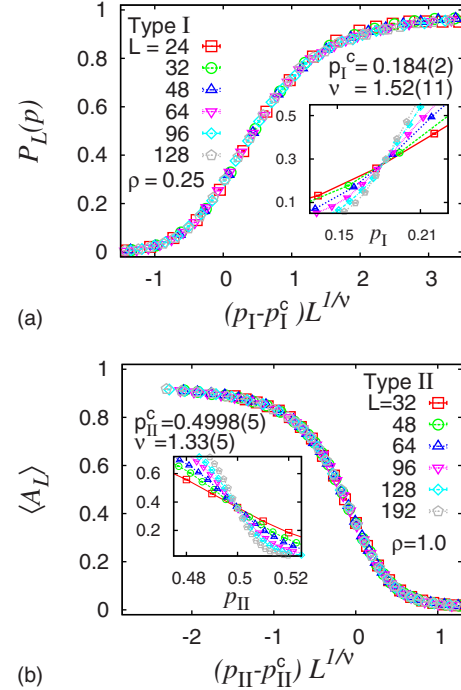 Type I
L = 24
32
48
64
96
128
ρ = 0.25
p_I^c = 0.184(2)
ν = 1.52(11)
0.5
0.3
0.1
0.15
0.21
p_I
P_L(p)
1
0.8
0.6
0.4
0.2
0
-1
0
1
2
3
(p_I-p_I^c)L^{1/ν}
(a)
Type II
L=32
48
64
96
128
192
ρ=1.0
p_II^c=0.4998(5)
ν=1.33(5)
0.6
0.4
0.2
0.48
0.5
0.52
p_II
⟨A_L⟩
1
0.8
0.6
0.4
0.2
0
-2
-1
0
1
(p_II-p_II^c) L^{1/ν}
(b)